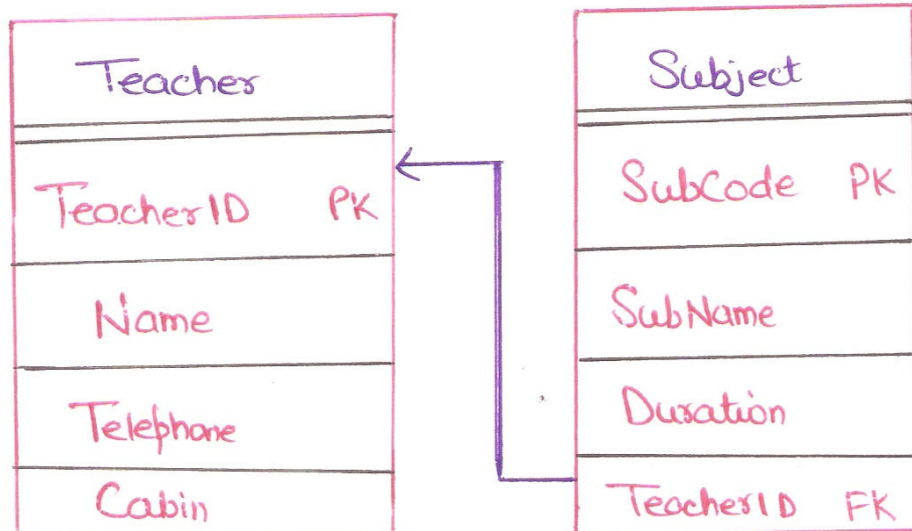 Teacher
TeacherID PK
Name
Telephone
Cabin
Subject
SubCode PK
SubName
Duration
TeacherID FK